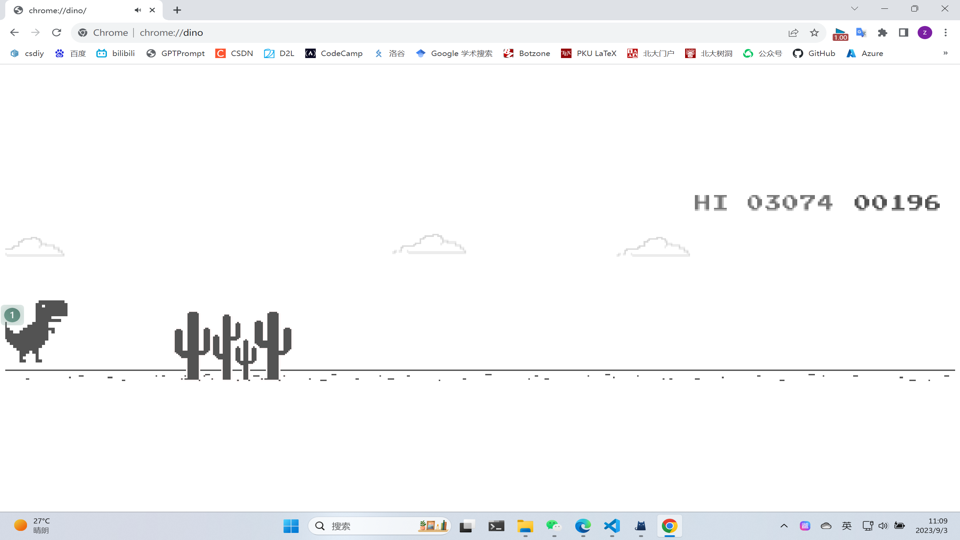 chrome://dino/
Chrome | chrome://dino
1.00
z
csdiy 百度 bilibili GPTPrompt CSDN D2L CodeCamp 洛谷 Google 学术搜索 Botzone PKU LaTeX 北大门户 北大树洞 公众号 GitHub Azure »
HI 03074 00196
1
27°C
晴朗
搜索
英
11:09
2023/9/3